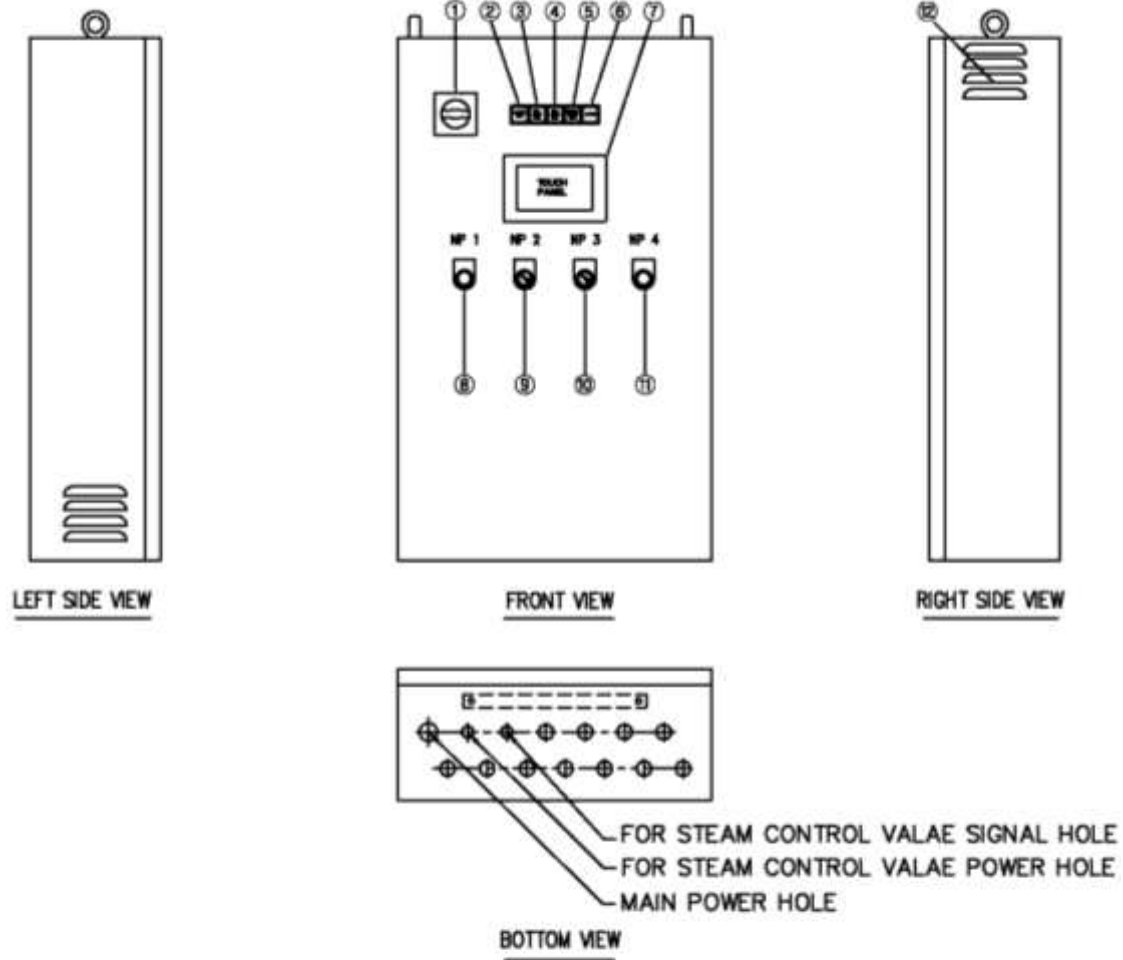 ① ② ③ ④ ⑤ ⑥ ⑦
⑫
TOUCH
PANEL
NP 1 NP 2 NP 3 NP 4
⑧ ⑨ ⑩ ⑪
LEFT SIDE VIEW
FRONT VIEW
RIGHT SIDE VIEW
FOR STEAM CONTROL VALAE SIGNAL HOLE
FOR STEAM CONTROL VALAE POWER HOLE
MAIN POWER HOLE
BOTTOM VIEW